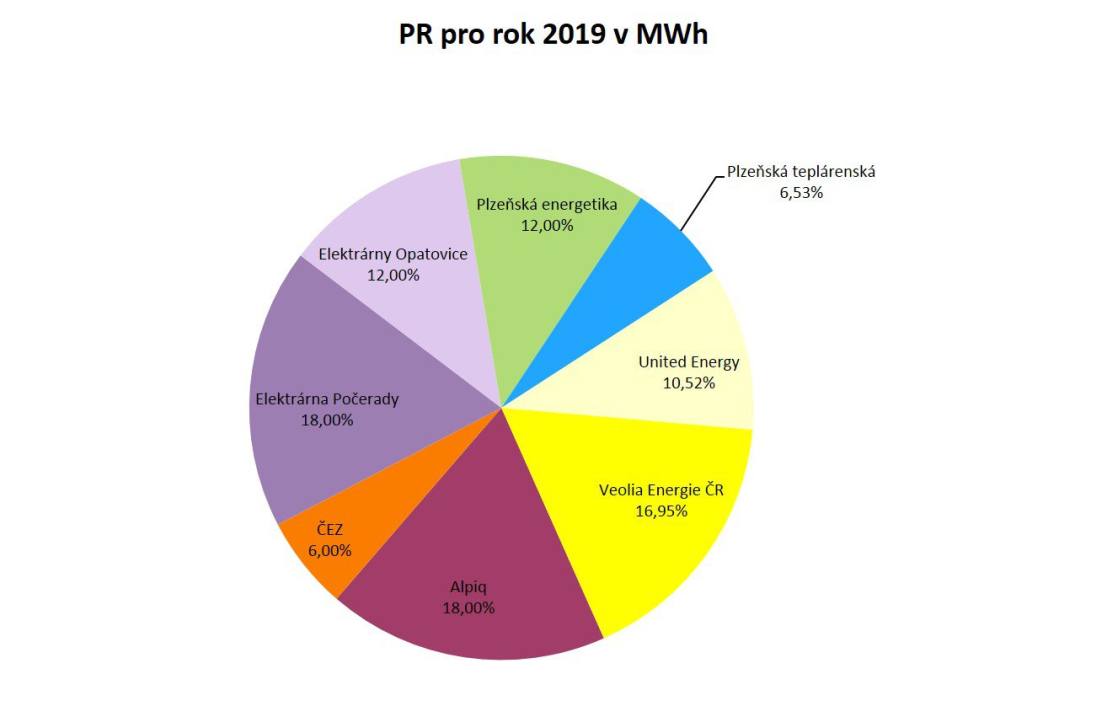 PR pro rok 2019 v MWh
Plzeňská teplárenská
6,53%
Plzeňská energetika
12,00%
Elektrárny Opatovice
12,00%
United Energy
10,52%
Elektrárna Počerady
18,00%
Veolia Energie ČR
16,95%
ČEZ
6,00%
Alpiq
18,00%